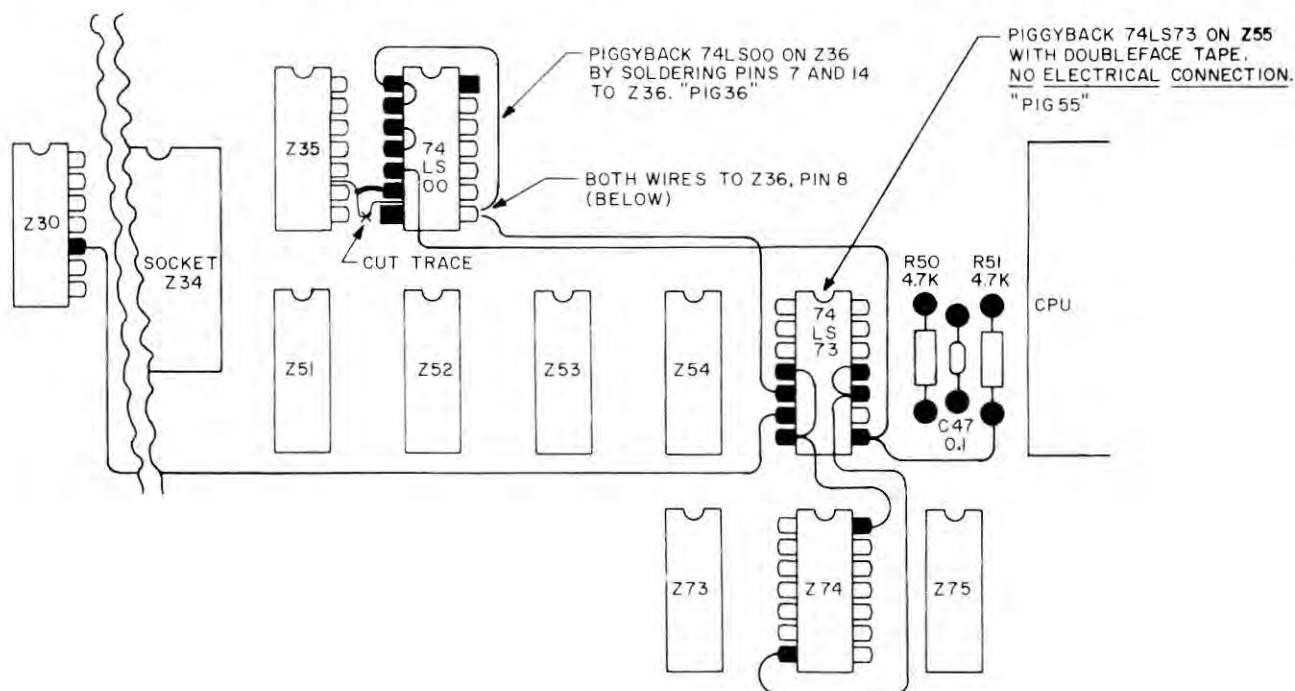 PIGGYBACK 74LS00 ON Z36
BY SOLDERING PINS 7 AND 14
TO Z36. "PIG36"
PIGGYBACK 74LS73 ON Z55
WITH DOUBLEFACE TAPE.
NO ELECTRICAL CONNECTION.
"PIG 55"
Z30
SOCKET
Z34
Z35
74
LS
00
BOTH WIRES TO Z36, PIN 8
(BELOW)
CUT TRACE
Z51
Z52
Z53
Z54
74
LS
73
R50
4.7K
R51
4.7K
C47
0.1
CPU
Z73
Z74
Z75